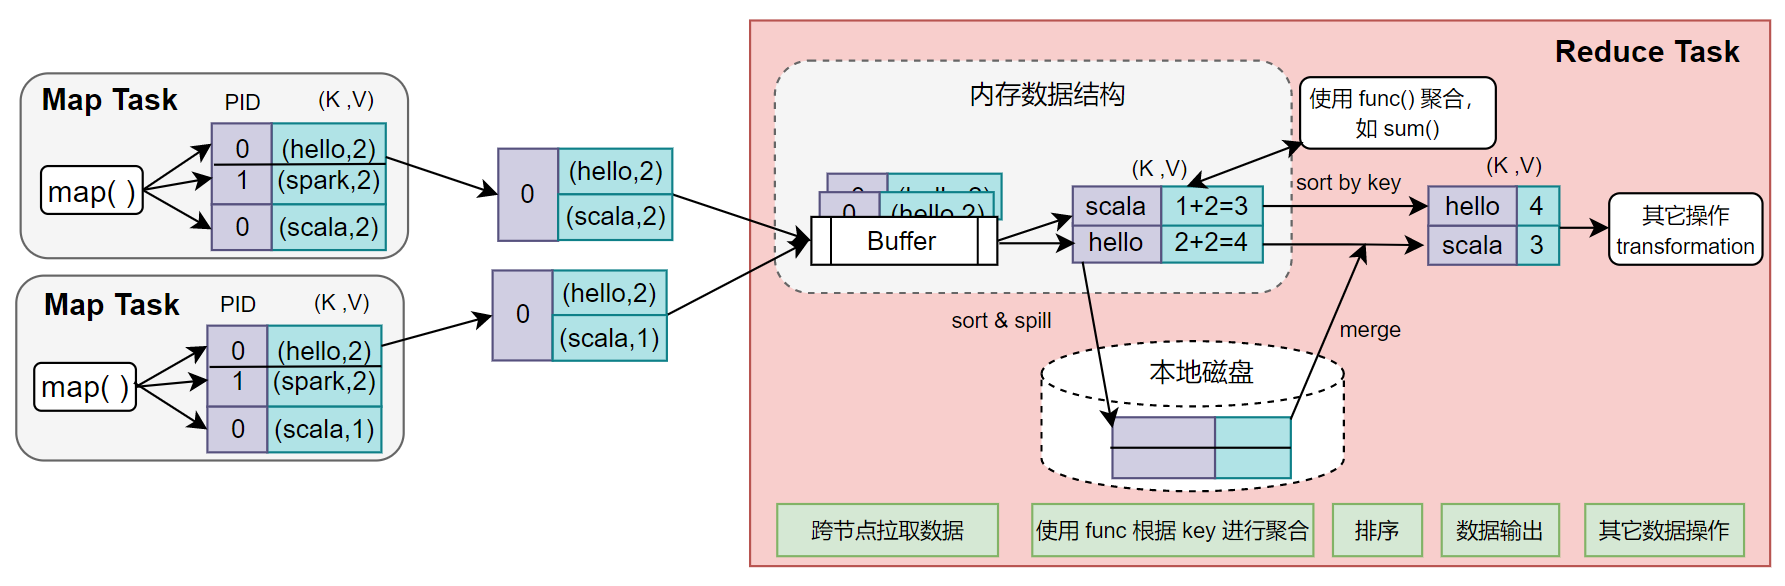 Map Task
PID
(K ,V)
map( )
0
(hello,2)
1
(spark,2)
0
(scala,2)
Map Task
PID
(K ,V)
map( )
0
(hello,2)
1
(spark,2)
0
(scala,1)
0
(hello,2)
(scala,2)
0
(hello,2)
(scala,1)
Reduce Task
内存数据结构
0
(hello,2)
0
(hello,2)
Buffer
(K ,V)
scala
1+2=3
hello
2+2=4
使用 func() 聚合，
如 sum()
sort by key
(K ,V)
hello
4
scala
3
其它操作
transformation
sort & spill
merge
本地磁盘
跨节点拉取数据
使用 func 根据 key 进行聚合
排序
数据输出
其它数据操作